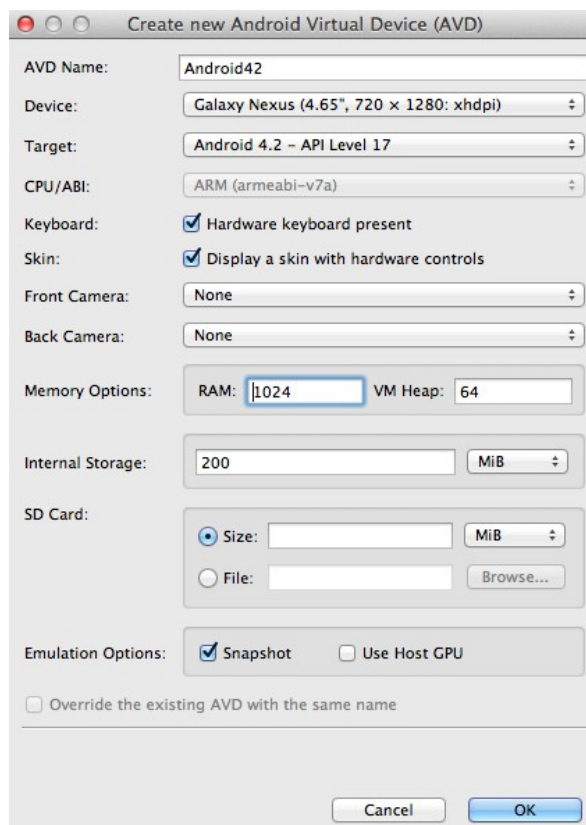 Create new Android Virtual Device (AVD)
AVD Name: Android42
Device: Galaxy Nexus (4.65", 720 × 1280: xhdpi)
Target: Android 4.2 – API Level 17
CPU/ABI: ARM (armeabi-v7a)
Keyboard: Hardware keyboard present
Skin: Display a skin with hardware controls
Front Camera: None
Back Camera: None
Memory Options: RAM: 1024 VM Heap: 64
Internal Storage: 200 MiB
SD Card:
Size: MiB
File: Browse...
Emulation Options: Snapshot Use Host GPU
Override the existing AVD with the same name
Cancel OK